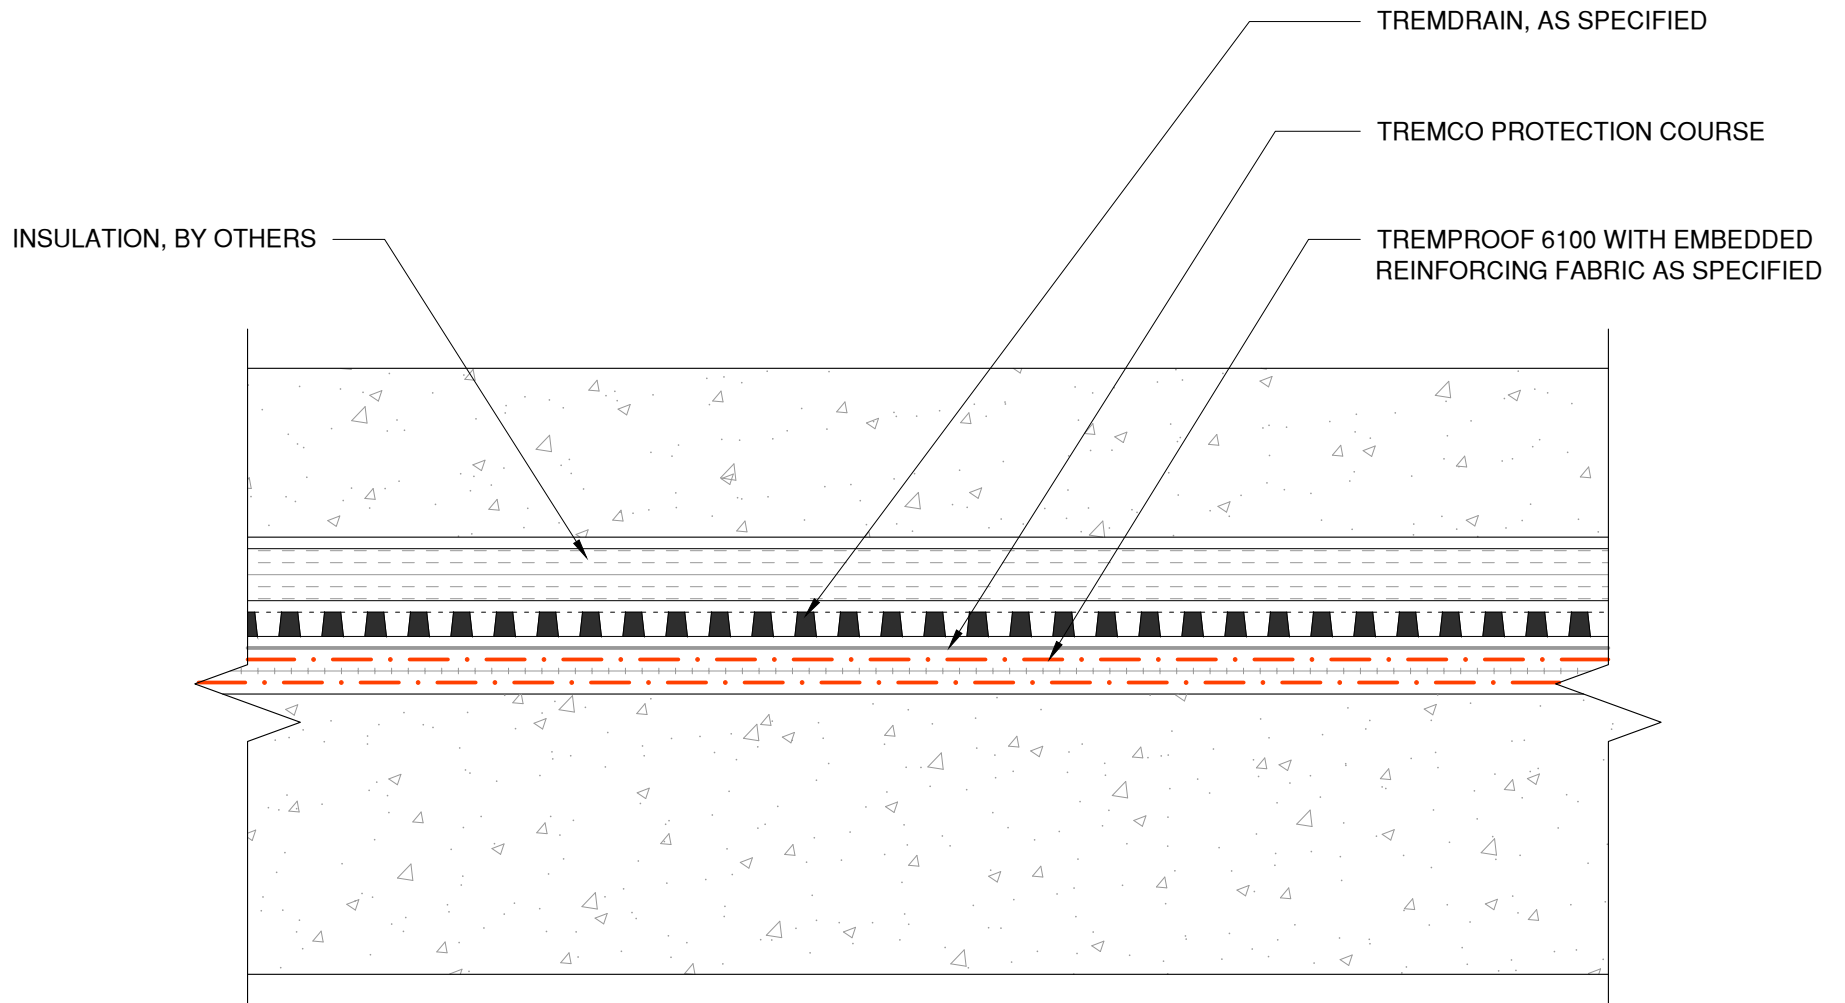 TREMDRAIN, AS SPECIFIED
TREMCO PROTECTION COURSE
INSULATION, BY OTHERS
TREMPROOF 6100 WITH EMBEDDED
REINFORCING FABRIC AS SPECIFIED